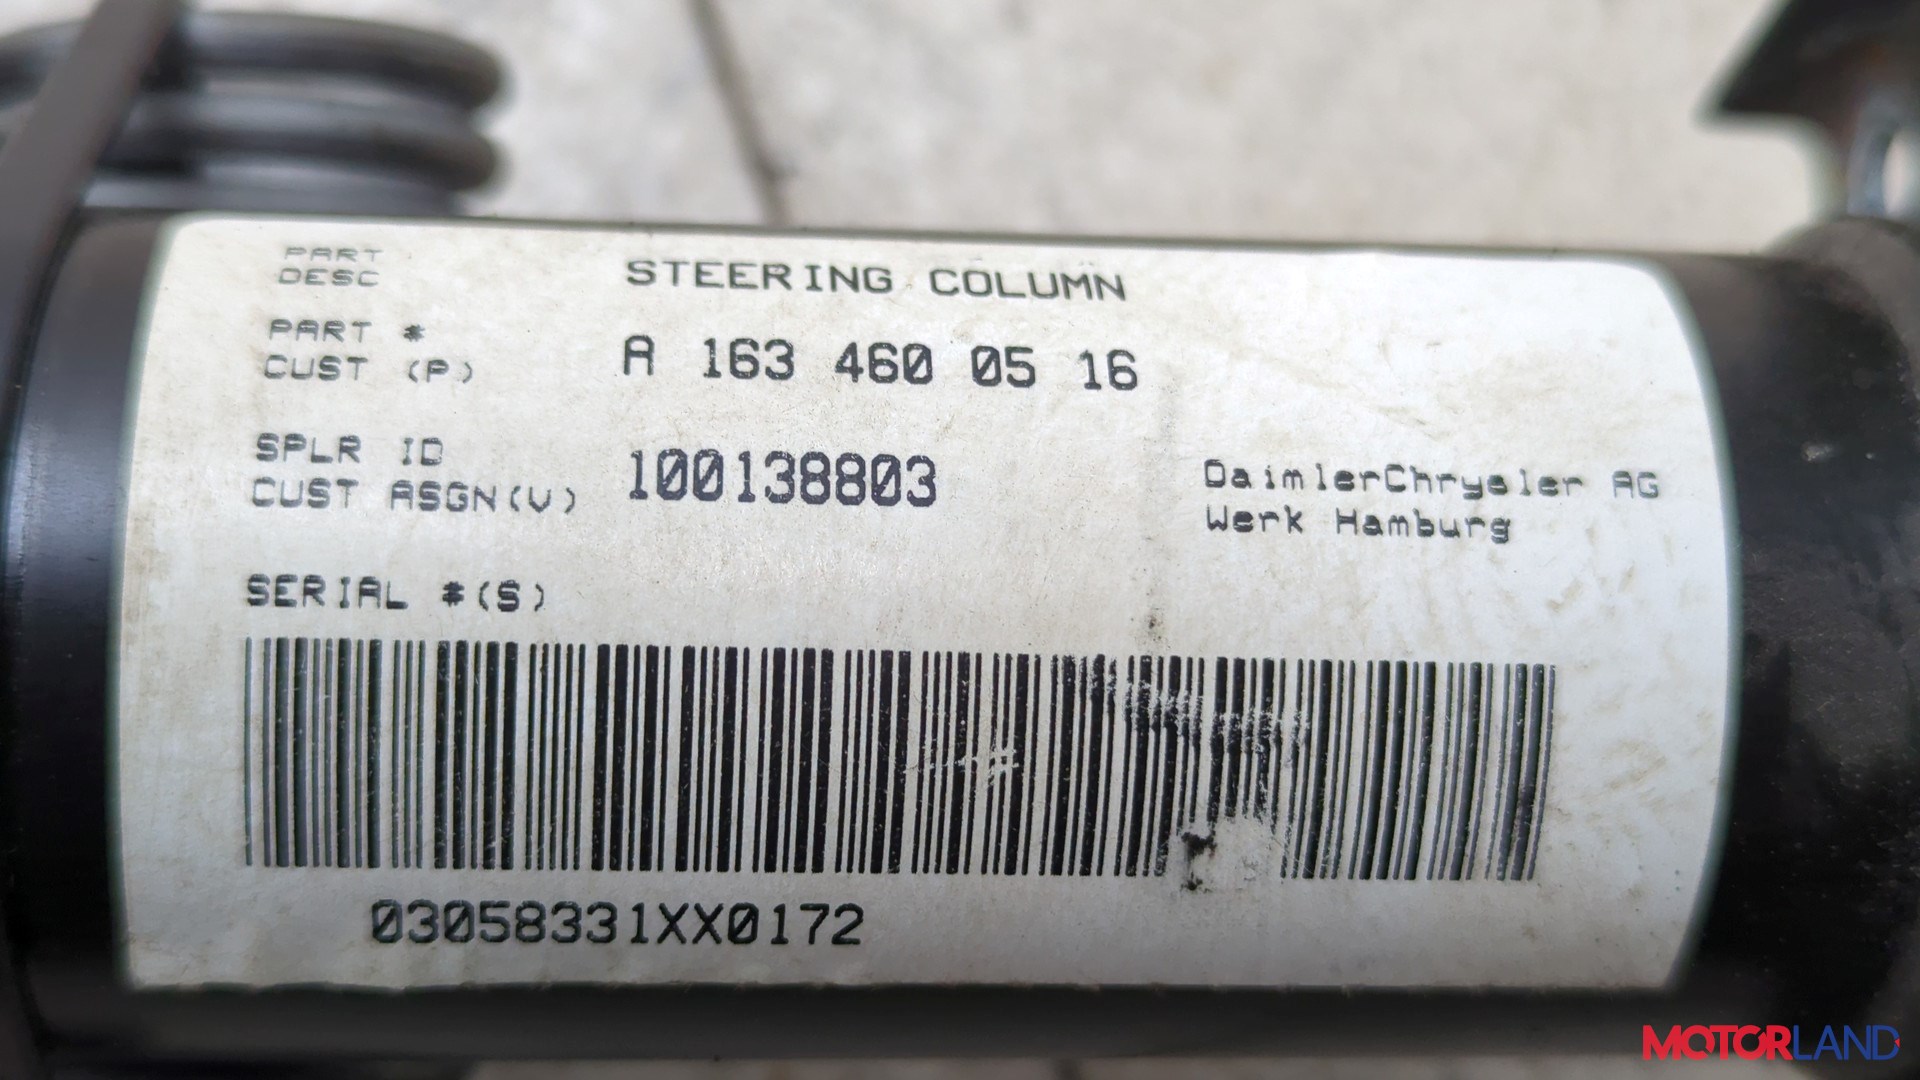 PART
DESC
STEERING COLUMN
PART #
CUST (P)
A 163 460 05 16
SPLR ID
CUST ASGN(V)
100138803
DaimlerChrysler AG
Werk Hamburg
SERIAL #(S)
03058331XX0172
MOTORLAND